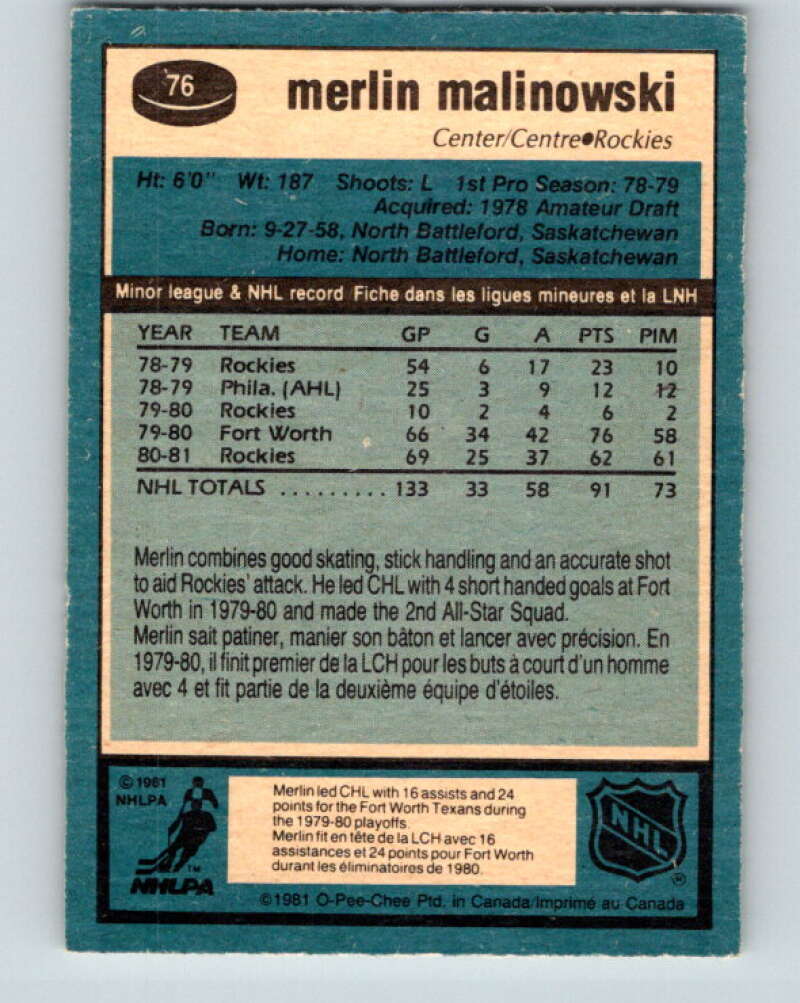 76
merlin malinowski
Center/Centre●Rockies
Ht: 6'0" Wt: 187 Shoots: L 1st Pro Season: 78-79
Acquired: 1978 Amateur Draft
Born: 9-27-58, North Battleford, Saskatchewan
Home: North Battleford, Saskatchewan
Minor league & NHL record Fiche dans les ligues mineures et la LNH
YEAR TEAM GP G A PTS PIM
78-79 Rockies 54 6 17 23 10
78-79 Phila. (AHL) 25 3 9 12 12
79-80 Rockies 10 2 4 6 2
79-80 Fort Worth 66 34 42 76 58
80-81 Rockies 69 25 37 62 61
NHL TOTALS .......... 133 33 58 91 73
Merlin combines good skating, stick handling and an accurate shot
to aid Rockies' attack. He led CHL with 4 short handed goals at Fort
Worth in 1979-80 and made the 2nd All-Star Squad.
Merlin sait patiner, manier son bâton et lancer avec précision. En
1979-80, il finit premier de la LCH pour les buts à court d'un homme
avec 4 et fit partie de la deuxième équipe d'étoiles.
©1981
NHLPA
TM
NHLPA
Merlin led CHL with 16 assists and 24
points for the Fort Worth Texans during
the 1979-80 playoffs.
Merlin fit en tête de la LCH avec 16
assistances et 24 points pour Fort Worth
durant les éliminatoires de 1980.
NHL
®
©1981 O-Pee-Chee Ptd. in Canada/Imprimé au Canada